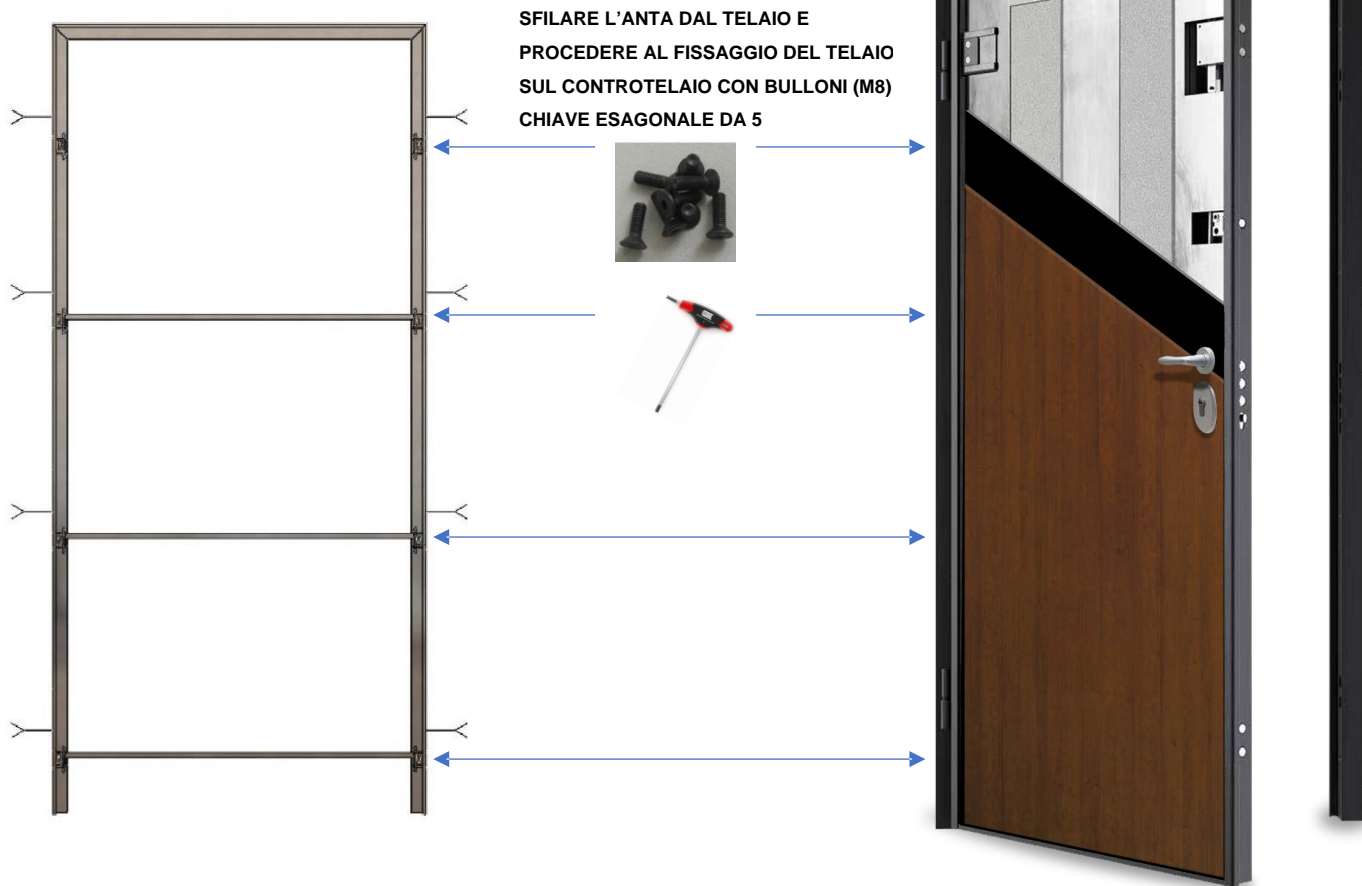 SFILARE L'ANTA DAL TELAIO E
PROCEDERE AL FISSAGGIO DEL TELAIO
SUL CONTROTELAIO CON BULLONI (M8)
CHIAVE ESAGONALE DA 5